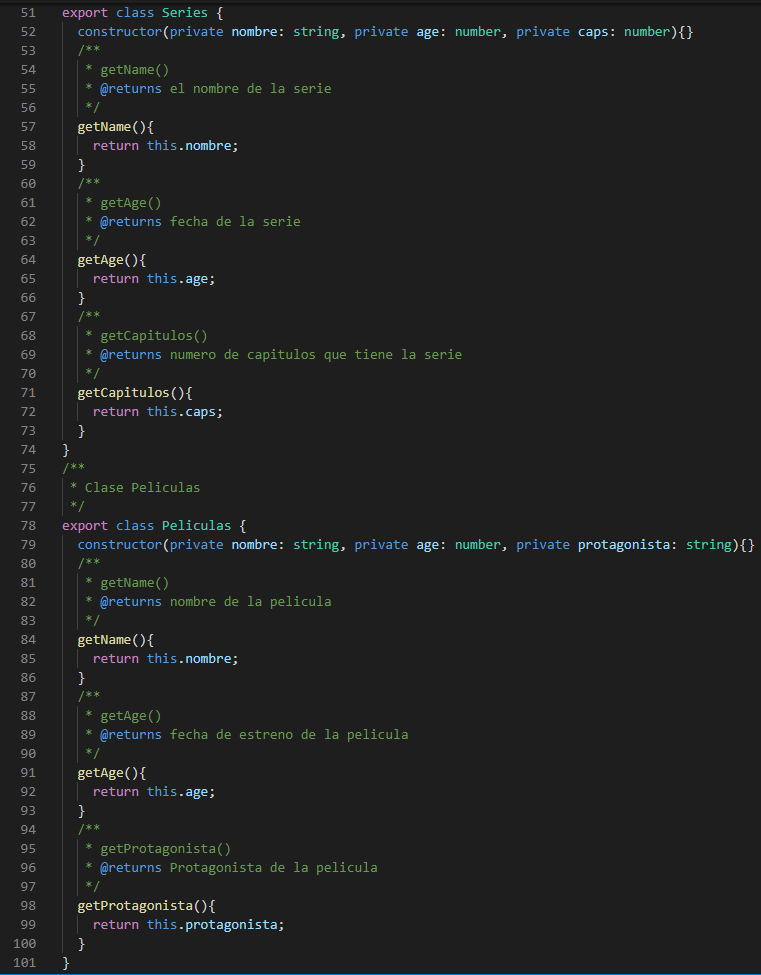 51 export class Series {
52 constructor(private nombre: string, private age: number, private caps: number){}
53 /**
54 * getName()
55 * @returns el nombre de la serie
56 */
57 getName(){
58 return this.nombre;
59 }
60 /**
61 * getAge()
62 * @returns fecha de la serie
63 */
64 getAge(){
65 return this.age;
66 }
67 /**
68 * getCapitulos()
69 * @returns numero de capitulos que tiene la serie
70 */
71 getCapitulos(){
72 return this.caps;
73 }
74 }
75 /**
76 * Clase Peliculas
77 */
78 export class Peliculas {
79 constructor(private nombre: string, private age: number, private protagonista: string){}
80 /**
81 * getName()
82 * @returns nombre de la pelicula
83 */
84 getName(){
85 return this.nombre;
86 }
87 /**
88 * getAge()
89 * @returns fecha de estreno de la pelicula
90 */
91 getAge(){
92 return this.age;
93 }
94 /**
95 * getProtagonista()
96 * @returns Protagonista de la pelicula
97 */
98 getProtagonista(){
99 return this.protagonista;
100 }
101 }